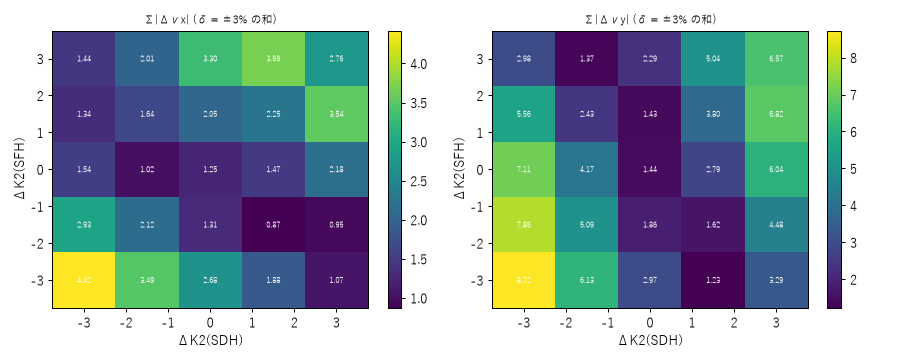 Σ|Δνx| (δ = ±3% の和)
3 1.44 2.01 3.30 3.69 2.76
2 1.34 1.64 2.05 2.25 3.54
1
0 1.54 1.02 1.25 1.47 2.18
-1 2.93 2.12 1.31 0.87 0.95
-2
-3 4.42 3.49 2.68 1.88 1.07
-3 -2 -1 0 1 2 3
ΔK2(SDH)
ΔK2(SFH)
4.0
3.5
3.0
2.5
2.0
1.5
1.0
Σ|Δνy| (δ = ±3% の和)
3 2.98 1.37 2.29 5.04 6.57
2 5.56 2.43 1.43 3.80 6.82
1
0 7.11 4.17 1.44 2.79 6.04
-1 7.86 5.09 1.86 1.62 4.48
-2
-3 8.72 6.13 2.97 1.23 3.29
-3 -2 -1 0 1 2 3
ΔK2(SDH)
ΔK2(SFH)
8
7
6
5
4
3
2